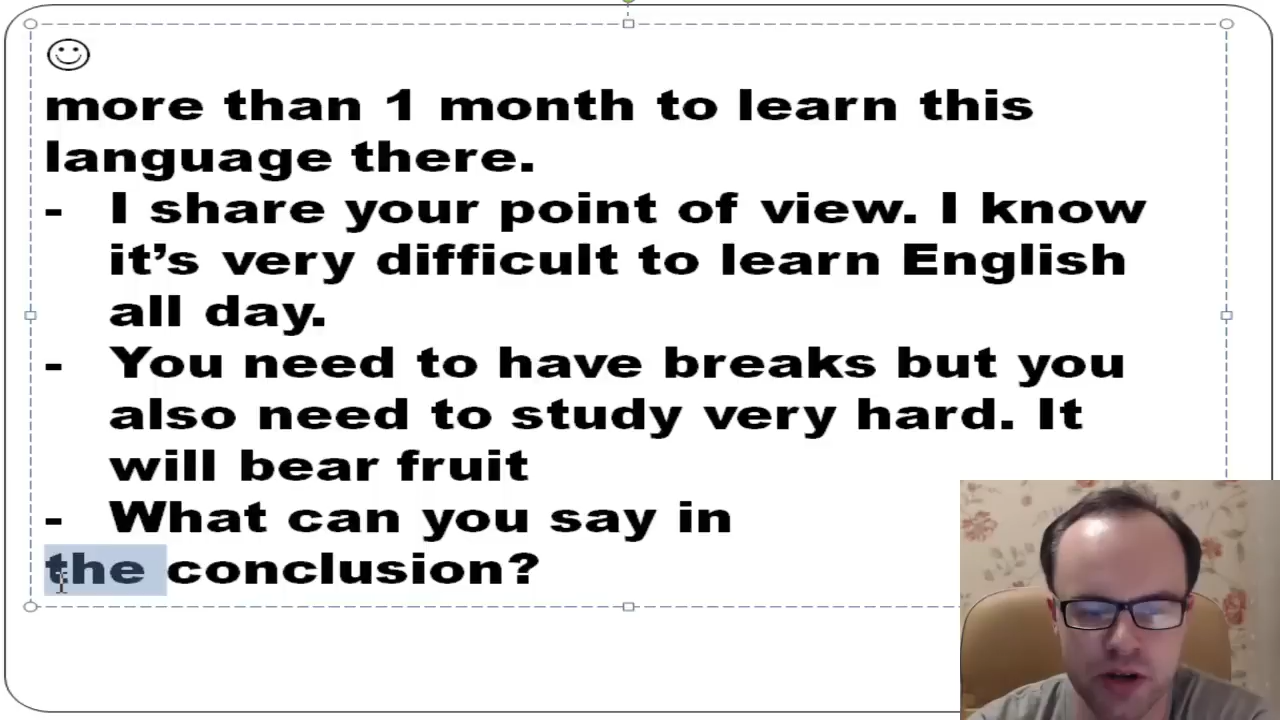 more than 1 month to learn this
language there.
- I share your point of view. I know
it’s very difficult to learn English
all day.
- You need to have breaks but you
also need to study very hard. It
will bear fruit
- What can you say in
the conclusion?